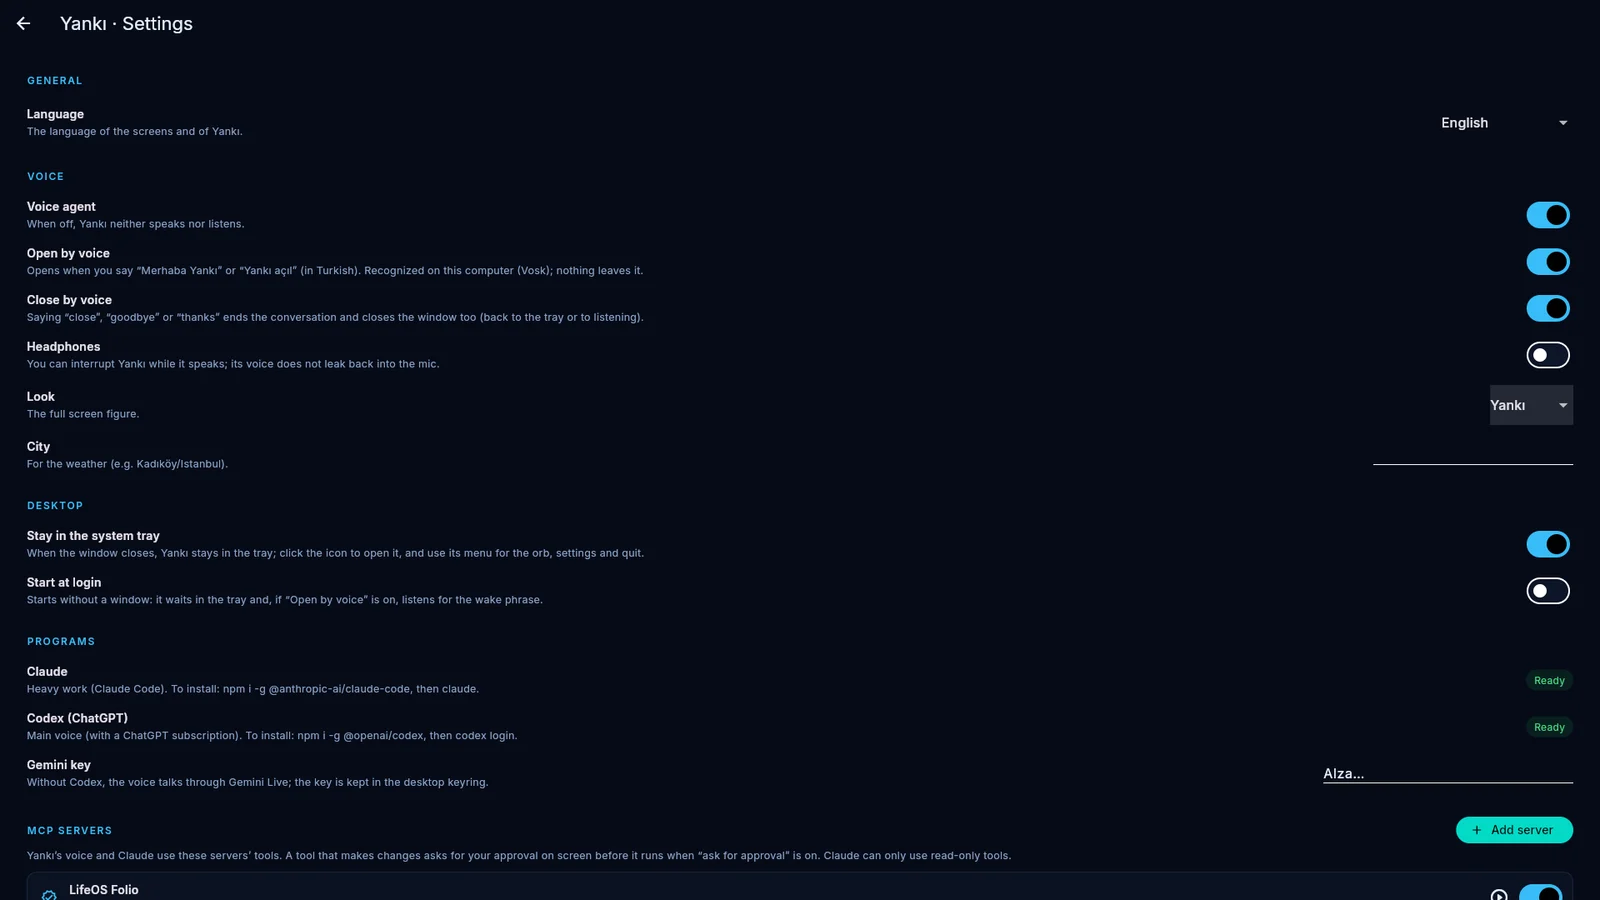 Yankı · Settings
GENERAL
Language
The language of the screens and of Yankı.
English
VOICE
Voice agent
When off, Yankı neither speaks nor listens.
Open by voice
Opens when you say “Merhaba Yankı” or “Yankı açıl” (in Turkish). Recognized on this computer (Vosk); nothing leaves it.
Close by voice
Saying “close”, “goodbye” or “thanks” ends the conversation and closes the window too (back to the tray or to listening).
Headphones
You can interrupt Yankı while it speaks; its voice does not leak back into the mic.
Look
The full screen figure.
Yankı
City
For the weather (e.g. Kadıköy/Istanbul).
DESKTOP
Stay in the system tray
When the window closes, Yankı stays in the tray; click the icon to open it, and use its menu for the orb, settings and quit.
Start at login
Starts without a window: it waits in the tray and, if “Open by voice” is on, listens for the wake phrase.
PROGRAMS
Claude
Heavy work (Claude Code). To install: npm i -g @anthropic-ai/claude-code, then claude.
Ready
Codex (ChatGPT)
Main voice (with a ChatGPT subscription). To install: npm i -g @openai/codex, then codex login.
Ready
Gemini key
Without Codex, the voice talks through Gemini Live; the key is kept in the desktop keyring.
AIza...
MCP SERVERS
Add server
Yankı’s voice and Claude use these servers’ tools. A tool that makes changes asks for your approval on screen before it runs when “ask for approval” is on. Claude can only use read-only tools.
LifeOS Folio